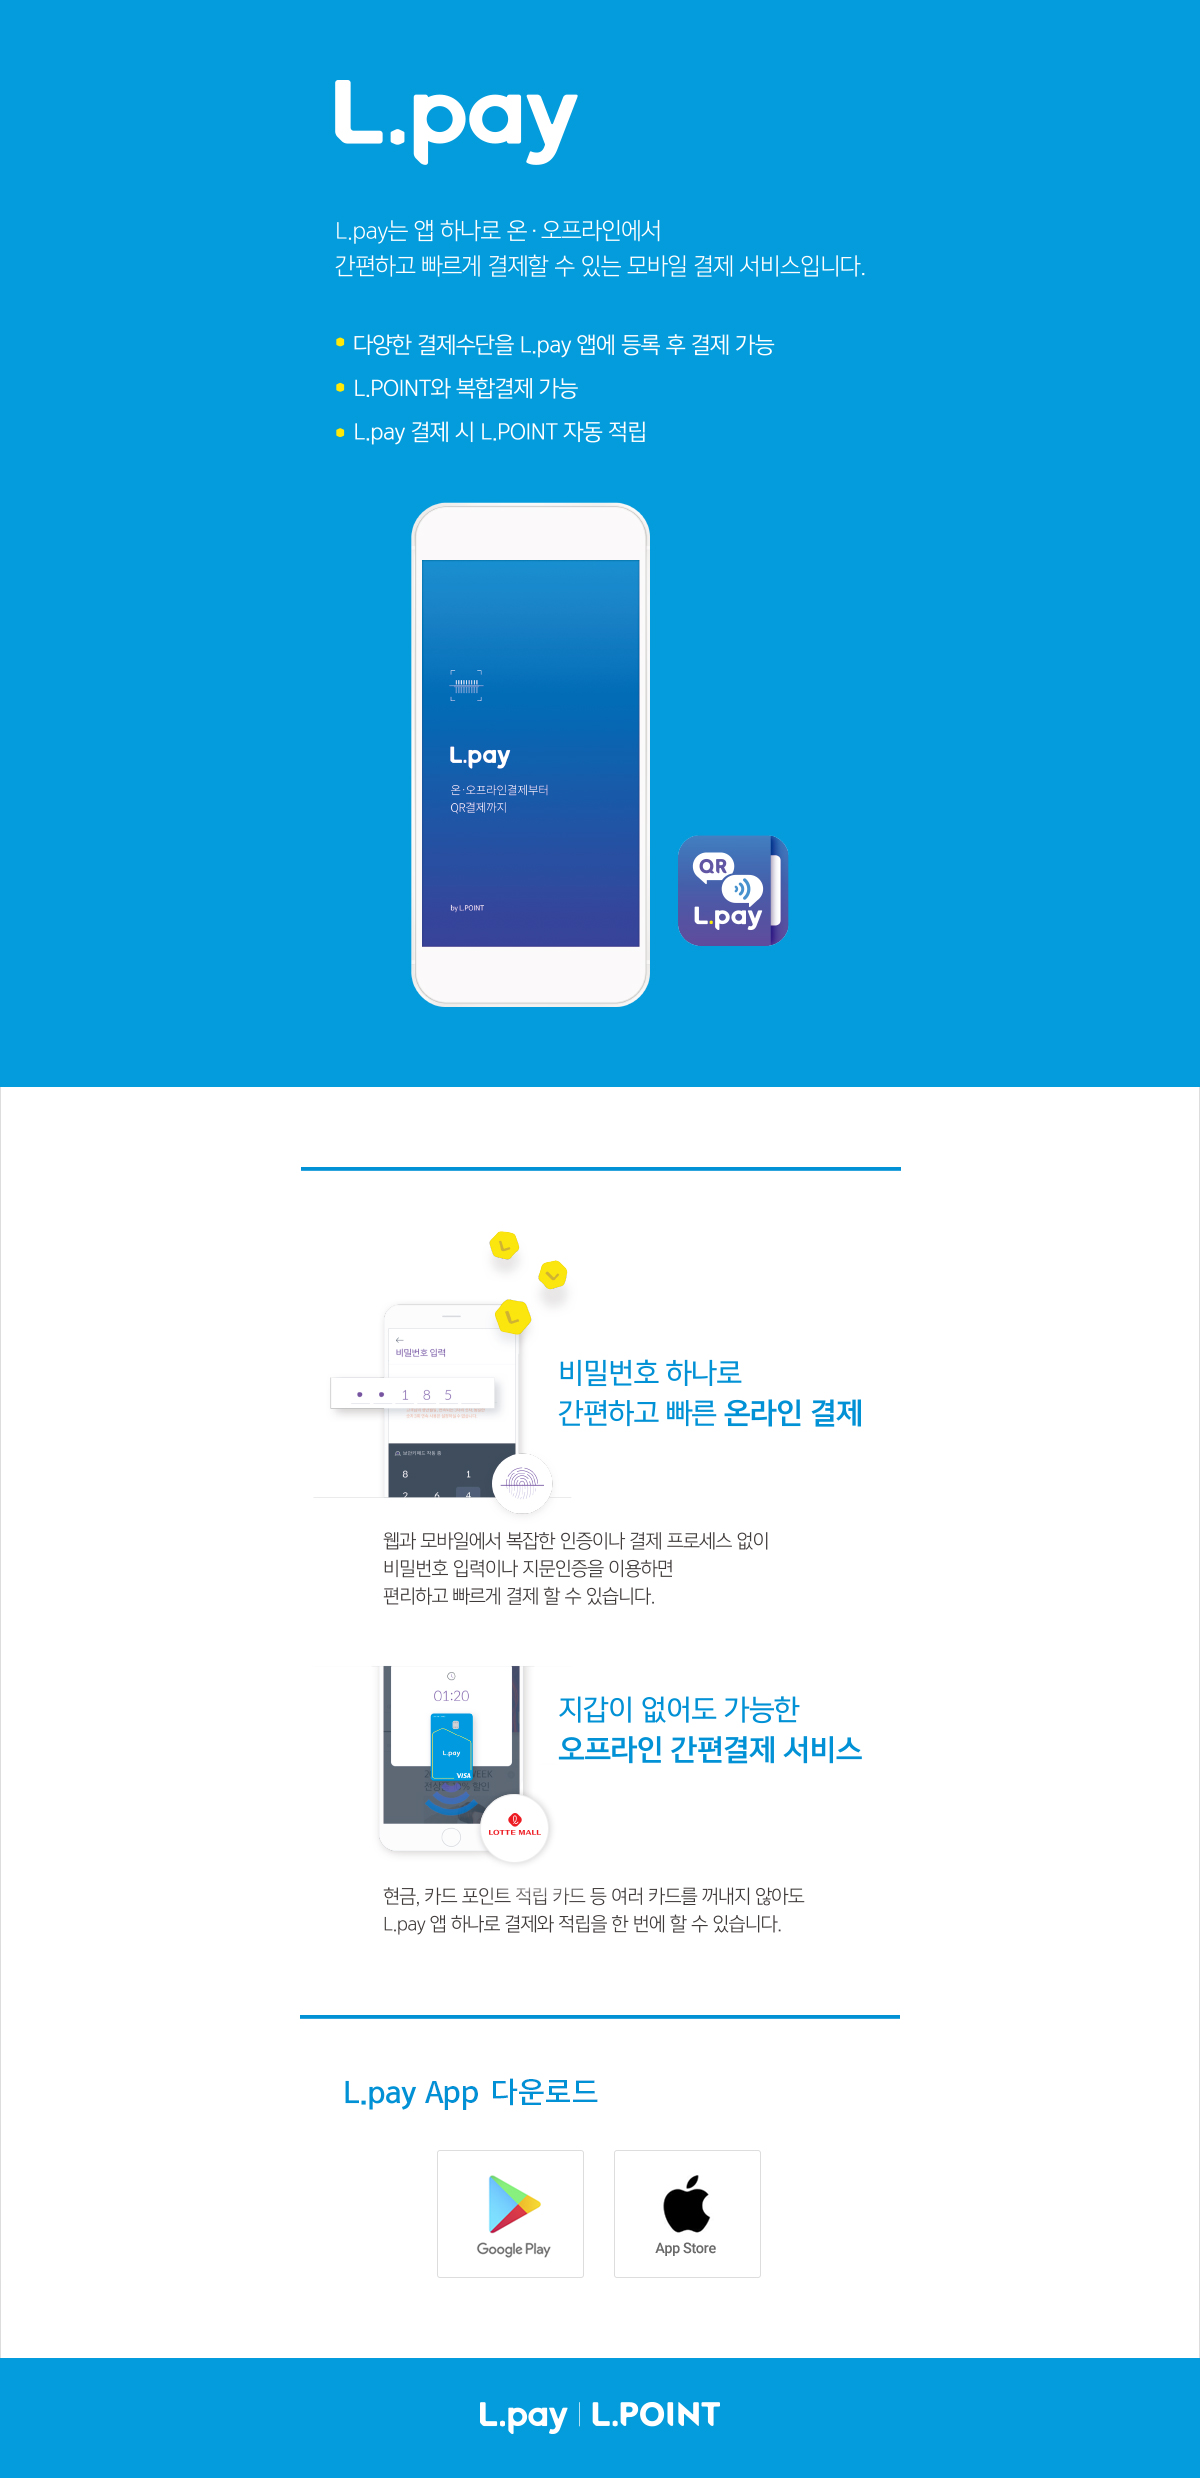 L.pay
L.pay는 앱 하나로 온·오프라인에서
간편하고 빠르게 결제할 수 있는 모바일 결제 서비스입니다.
다양한 결제수단을 L.pay 앱에 등록 후 결제 가능
L.POINT와 복합결제 가능
L.pay 결제 시 L.POINT 자동 적립
L.pay
온·오프라인결제부터
QR결제까지
by L.POINT
QR
L.pay
비밀번호 입력
1 8 5
보안키패드 작동 중
8 1
2 6 4
비밀번호 하나로
간편하고 빠른 온라인 결제
웹과 모바일에서 복잡한 인증이나 결제 프로세스 없이
비밀번호 입력이나 지문인증을 이용하면
편리하고 빠르게 결제 할 수 있습니다.
01:20
L.pay
VISA
LOTTE MALL
지갑이 없어도 가능한
오프라인 간편결제 서비스
현금, 카드 포인트 적립 카드 등 여러 카드를 꺼내지 않아도
L.pay 앱 하나로 결제와 적립을 한 번에 할 수 있습니다.
L.pay App 다운로드
Google Play
App Store
L.pay | L.POINT